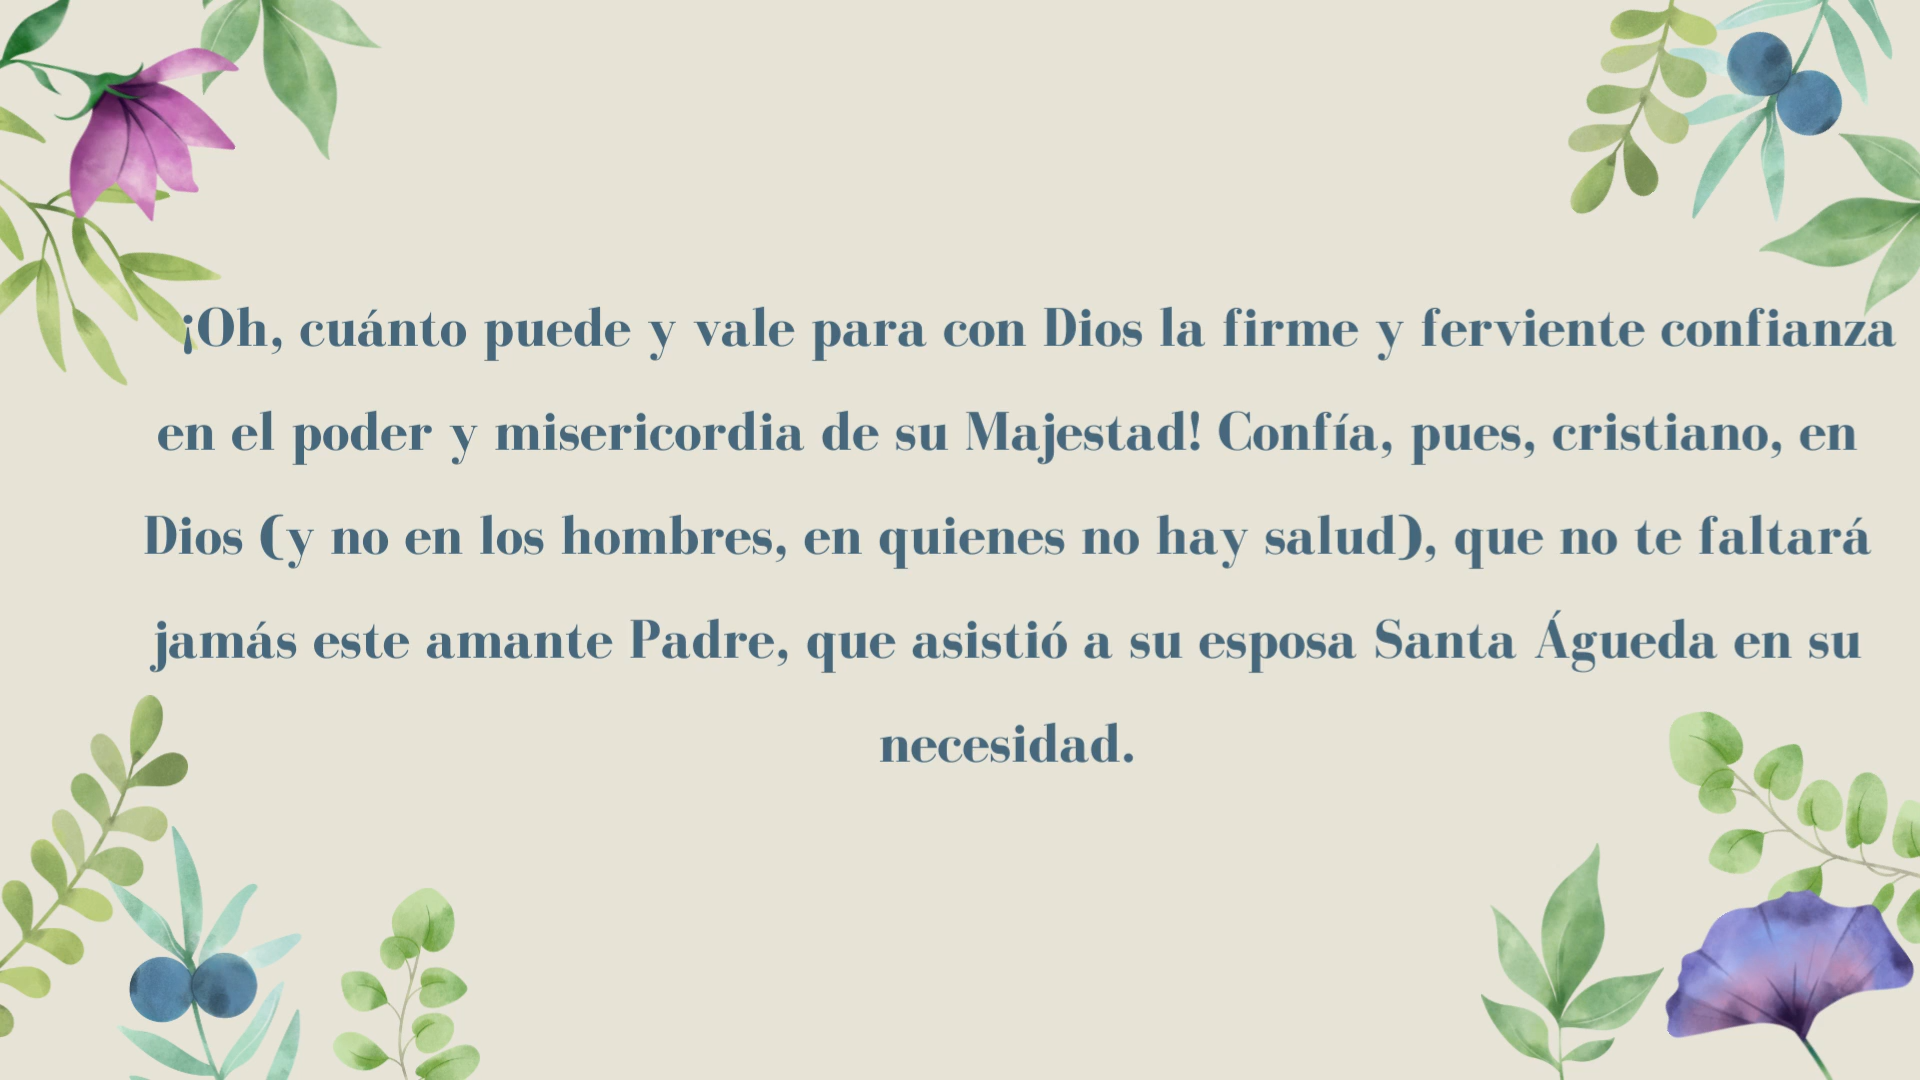 ¡Oh, cuánto puede y vale para con Dios la firme y ferviente confianza
en el poder y misericordia de su Majestad! Confía, pues, cristiano, en
Dios (y no en los hombres, en quienes no hay salud), que no te faltará
jamás este amante Padre, que asistió a su esposa Santa Águeda en su
necesidad.